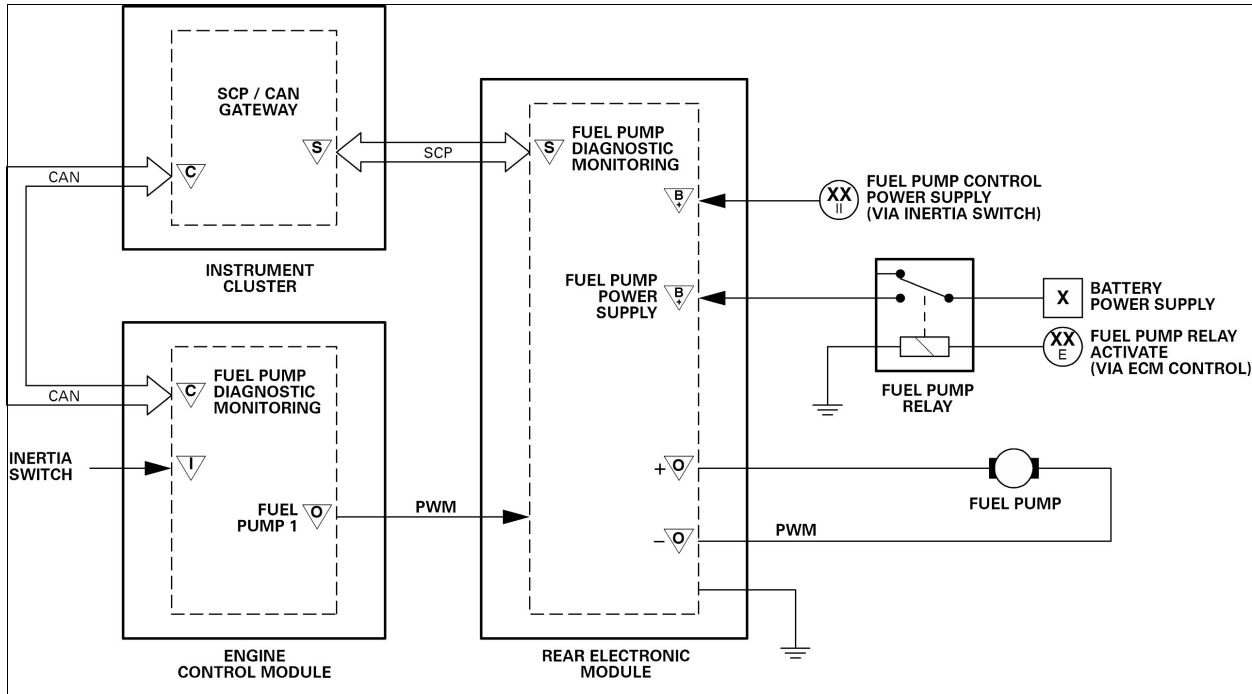 SCP / CAN
GATEWAY
S
C
CAN
SCP
INSTRUMENT
CLUSTER
S
FUEL PUMP
DIAGNOSTIC
MONITORING
B
+
FUEL PUMP
POWER
SUPPLY
B
+
XX
II
FUEL PUMP CONTROL
POWER SUPPLY
(VIA INERTIA SWITCH)
X
BATTERY
POWER SUPPLY
XX
E
FUEL PUMP RELAY
ACTIVATE
(VIA ECM CONTROL)
FUEL PUMP
RELAY
CAN
C
FUEL PUMP
DIAGNOSTIC
MONITORING
INERTIA
SWITCH
I
FUEL
PUMP 1
O
PWM
+
O
FUEL PUMP
–
O
PWM
ENGINE
CONTROL MODULE
REAR ELECTRONIC
MODULE